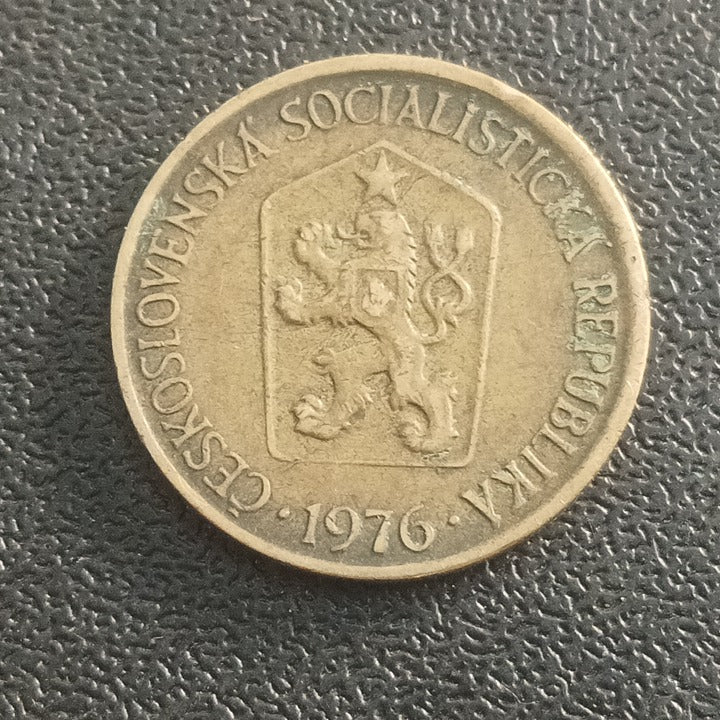 ČESKOSLOVENSKÁ SOCIALISTICKÁ REPUBLIKA
· 1976 ·